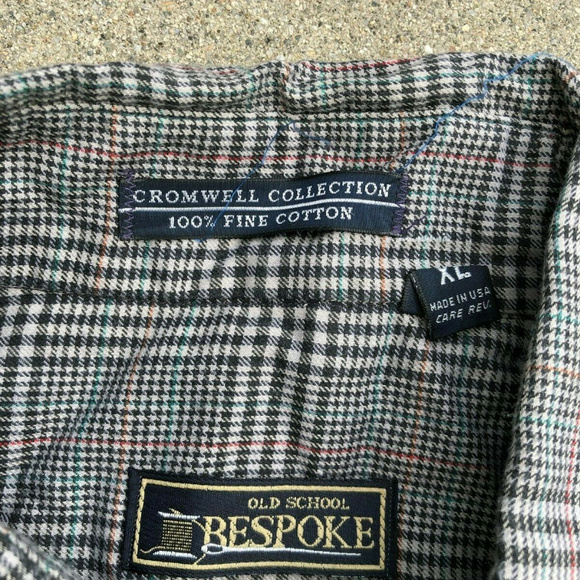 CROMWELL COLLECTION
100% FINE COTTON
XL
MADE IN USA
CARE REV.
OLD SCHOOL
BESPOKE